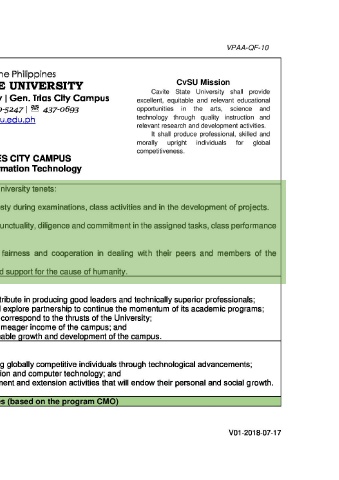 VPAA-QF-10
he Philippines
E UNIVERSITY
y | Gen. Trias City Campus
9-5247 | ☏ 437-0693
u.edu.ph
CvSU Mission
Cavite State University shall provide
excellent, equitable and relevant educational
opportunities in the arts, science and
technology through quality instruction and
relevant research and development activities.
It shall produce professional, skilled and
morally upright individuals for global
competitiveness.
ES CITY CAMPUS
rmation Technology
niversity tenets:
sty during examinations, class activities and in the development of projects.
unctuality, diligence and commitment in the assigned tasks, class performance
fairness and cooperation in dealing with their peers and members of the
d support for the cause of humanity.
tribute in producing good leaders and technically superior professionals;
d explore partnership to continue the momentum of its academic programs;
correspond to the thrusts of the University;
meager income of the campus; and
nable growth and development of the campus.
ng globally competitive individuals through technological advancements;
ion and computer technology; and
ment and extension activities that will endow their personal and social growth.
es (based on the program CMO)
V01-2018-07-17